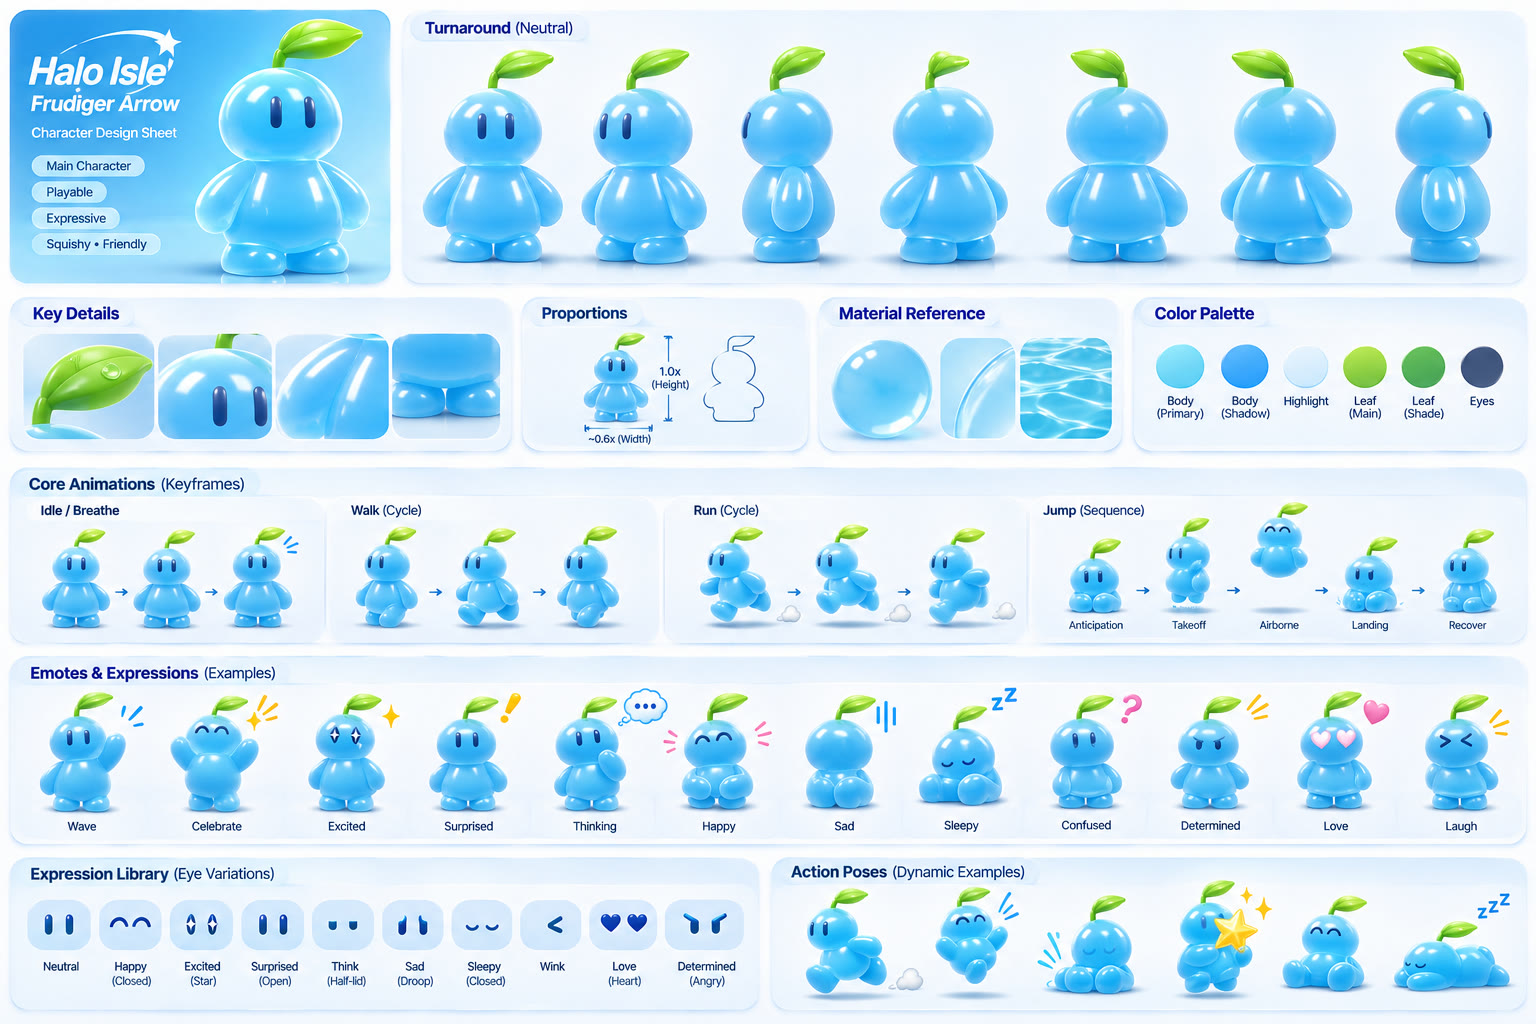 Halo Isle
Frudiger Arrow
Character Design Sheet
Main Character
Playable
Expressive
Squishy • Friendly
Turnaround (Neutral)
Key Details
Proportions
1.0x
(Height)
~0.6x (Width)
Material Reference
Color Palette
Body
(Primary)
Body
(Shadow)
Highlight
Leaf
(Main)
Leaf
(Shade)
Eyes
Core Animations (Keyframes)
Idle / Breathe
Walk (Cycle)
Run (Cycle)
Jump (Sequence)
Anticipation
Takeoff
Airborne
Landing
Recover
Emotes & Expressions (Examples)
!
zZZ
?
Wave
Celebrate
Excited
Surprised
Thinking
Happy
Sad
Sleepy
Confused
Determined
Love
Laugh
Expression Library (Eye Variations)
Neutral
Happy
(Closed)
Excited
(Star)
Surprised
(Open)
Think
(Half-lid)
Sad
(Droop)
Sleepy
(Closed)
Wink
Love
(Heart)
Determined
(Angry)
Action Poses (Dynamic Examples)
zzZZ